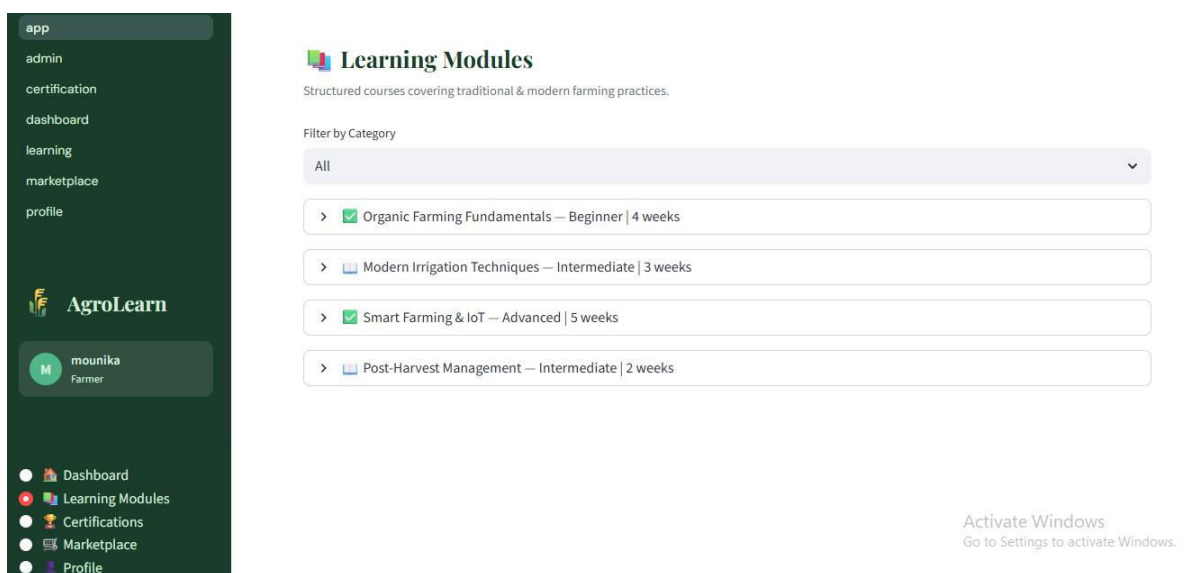 app
admin
certification
dashboard
learning
marketplace
profile
AgroLearn
M
mounika
Farmer
Dashboard
Learning Modules
Certifications
Marketplace
Profile
Learning Modules
Structured courses covering traditional & modern farming practices.
Filter by Category
All
Organic Farming Fundamentals — Beginner | 4 weeks
Modern Irrigation Techniques — Intermediate | 3 weeks
Smart Farming & IoT — Advanced | 5 weeks
Post-Harvest Management — Intermediate | 2 weeks
Activate Windows
Go to Settings to activate Windows.